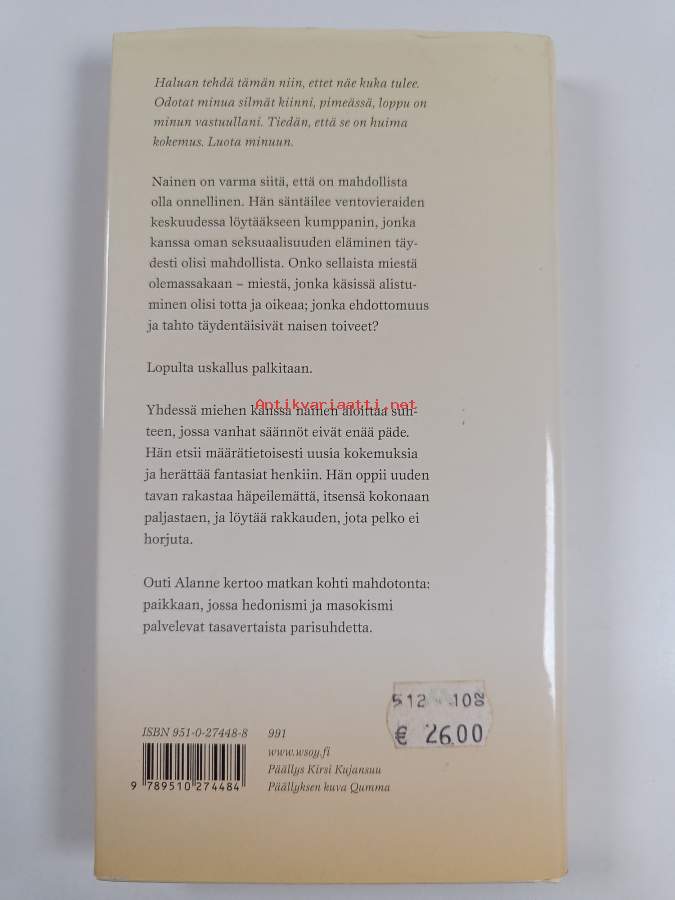 Haluan tehdä tämän niin, ettet näe kuka tulee.
Odotat minua silmät kiinni, pimeässä, loppu on
minun vastuullani. Tiedän, että se on huima
kokemus. Luota minuun.
Nainen on varma siitä, että on mahdollista
olla onnellinen. Hän säntäilee ventovieraiden
keskuudessa löytääkseen kumppanin, jonka
kanssa oman seksuaalisuuden eläminen täy-
desti olisi mahdollista. Onko sellaista miestä
olemassakaan – miestä, jonka käsissä alistu-
minen olisi totta ja oikeaa; jonka ehdottomuus
ja tahto täydentäisivät naisen toiveet?
Lopulta uskallus palkitaan.
Antikvariaatti.net
Yhdessä miehen kanssa nainen aloittaa suh-
teen, jossa vanhat säännöt eivät enää päde.
Hän etsii määrätietoisesti uusia kokemuksia
ja herättää fantasiat henkiin. Hän oppii uuden
tavan rakastaa häpeilemättä, itsensä kokonaan
paljastaen, ja löytää rakkauden, jota pelko ei
horjuta.
Outi Alanne kertoo matkan kohti mahdotonta:
paikkaan, jossa hedonismi ja masokismi
palvelevat tasavertaista parisuhdetta.
512 10 02
€ 26.00
ISBN 951-0-27448-8 991
www.wsoy.fi
Päällys Kirsi Kujansuu
Päällyksen kuva Qumma
9 789510 274484